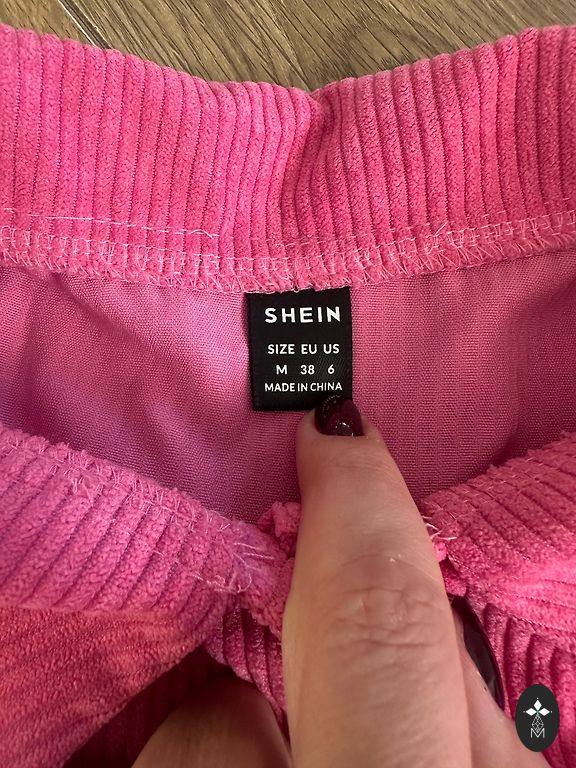 SHEIN
SIZE EU US
M 38 6
MADE IN CHINA